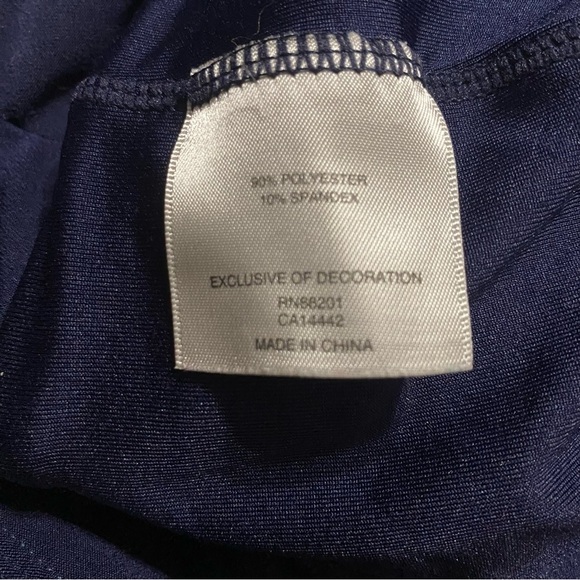 90% POLYESTER
10% SPANDEX
EXCLUSIVE OF DECORATION
RN88201
CA14442
MADE IN CHINA